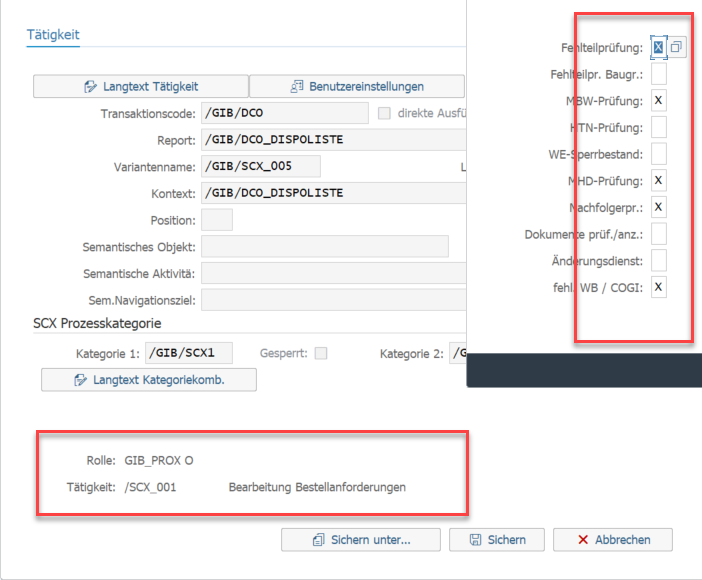 Tätigkeit
Langtext Tätigkeit
Benutzereinstellungen
Transaktionscode: /GIB/DCO direkte Ausfü
Report: /GIB/DCO_DISPOLISTE
Variantenname: /GIB/SCX_005 L
Kontext: /GIB/DCO_DISPOLISTE
Position:
Semantisches Objekt:
Semantische Aktivitä:
Sem.Navigationsziel:
SCX Prozesskategorie
Kategorie 1: /GIB/SCX1 Gesperrt: Kategorie 2: /G
Langtext Kategoriekomb.
Rolle: GIB_PROX O
Tätigkeit: /SCX_001 Bearbeitung Bestellanforderungen
Sichern unter... Sichern Abbrechen
Fehlteilprüfung: X
Fehlteilpr. Baugr.:
MBW-Prüfung: X
HTN-Prüfung:
WE-Sperrbestand:
MHD-Prüfung: X
Nachfolgerpr.: X
Dokumente prüf./anz.:
Änderungsdienst:
fehl. WB / COGI: X